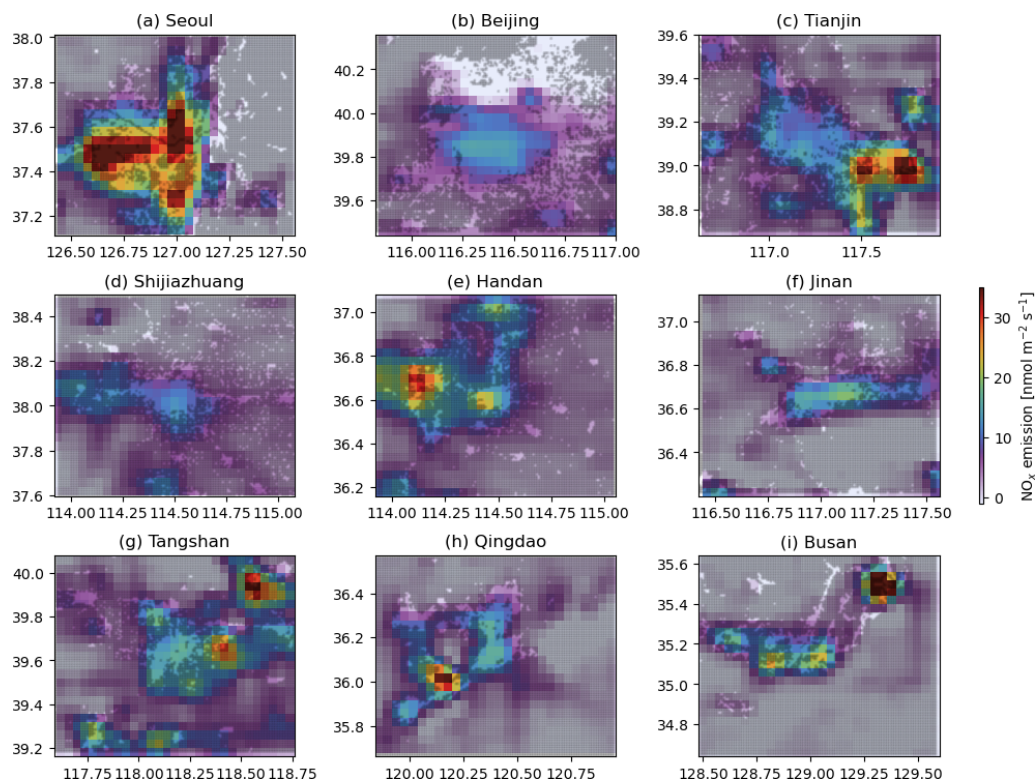 (a) Seoul
(b) Beijing
(c) Tianjin
38.0
37.8
37.6
37.4
37.2
126.50 126.75 127.00 127.25 127.50
40.2
40.0
39.8
39.6
116.00 116.25 116.50 116.75 117.00
39.6
39.4
39.2
39.0
38.8
117.0 117.5
(d) Shijiazhuang
(e) Handan
(f) Jinan
38.4
38.2
38.0
37.8
37.6
114.00 114.25 114.50 114.75 115.00
37.0
36.8
36.6
36.4
36.2
114.00 114.25 114.50 114.75 115.00
37.0
36.8
36.6
36.4
116.50 116.75 117.00 117.25 117.50
30
20
10
0
NOx emission [nmol m−2 s−1]
(g) Tangshan
(h) Qingdao
(i) Busan
40.0
39.8
39.6
39.4
39.2
117.75 118.00 118.25 118.50 118.75
36.4
36.2
36.0
35.8
120.00 120.25 120.50 120.75
35.6
35.4
35.2
35.0
34.8
128.50 128.75 129.00 129.25 129.50